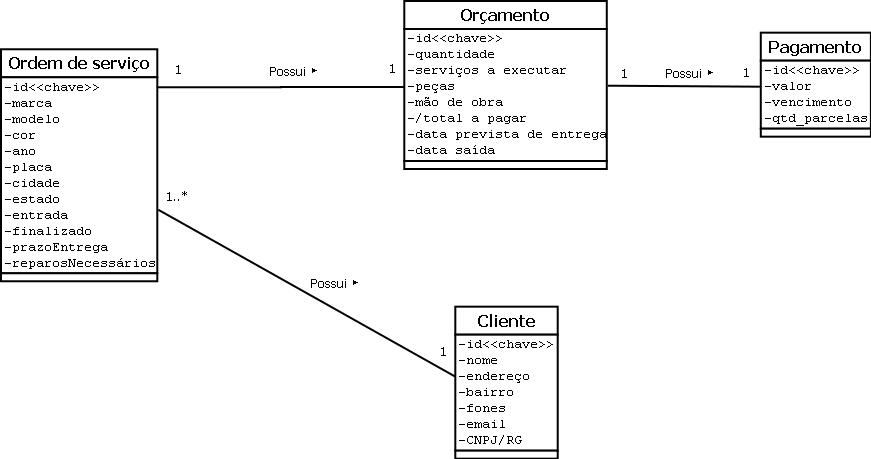 Ordem de serviço
-id<<chave>>
-marca
-modelo
-cor
-ano
-placa
-cidade
-estado
-entrada
-finalizado
-prazoEntrega
-reparosNecessários
1
Possui
1
Orçamento
-id<<chave>>
-quantidade
-serviços a executar
-peças
-mão de obra
-/total a pagar
-data prevista de entrega
-data saída
1
Possui
1
Pagamento
-id<<chave>>
-valor
-vencimento
-qtd_parcelas
1..*
Possui
1
Cliente
-id<<chave>>
-nome
-endereço
-bairro
-fones
-email
-CNPJ/RG